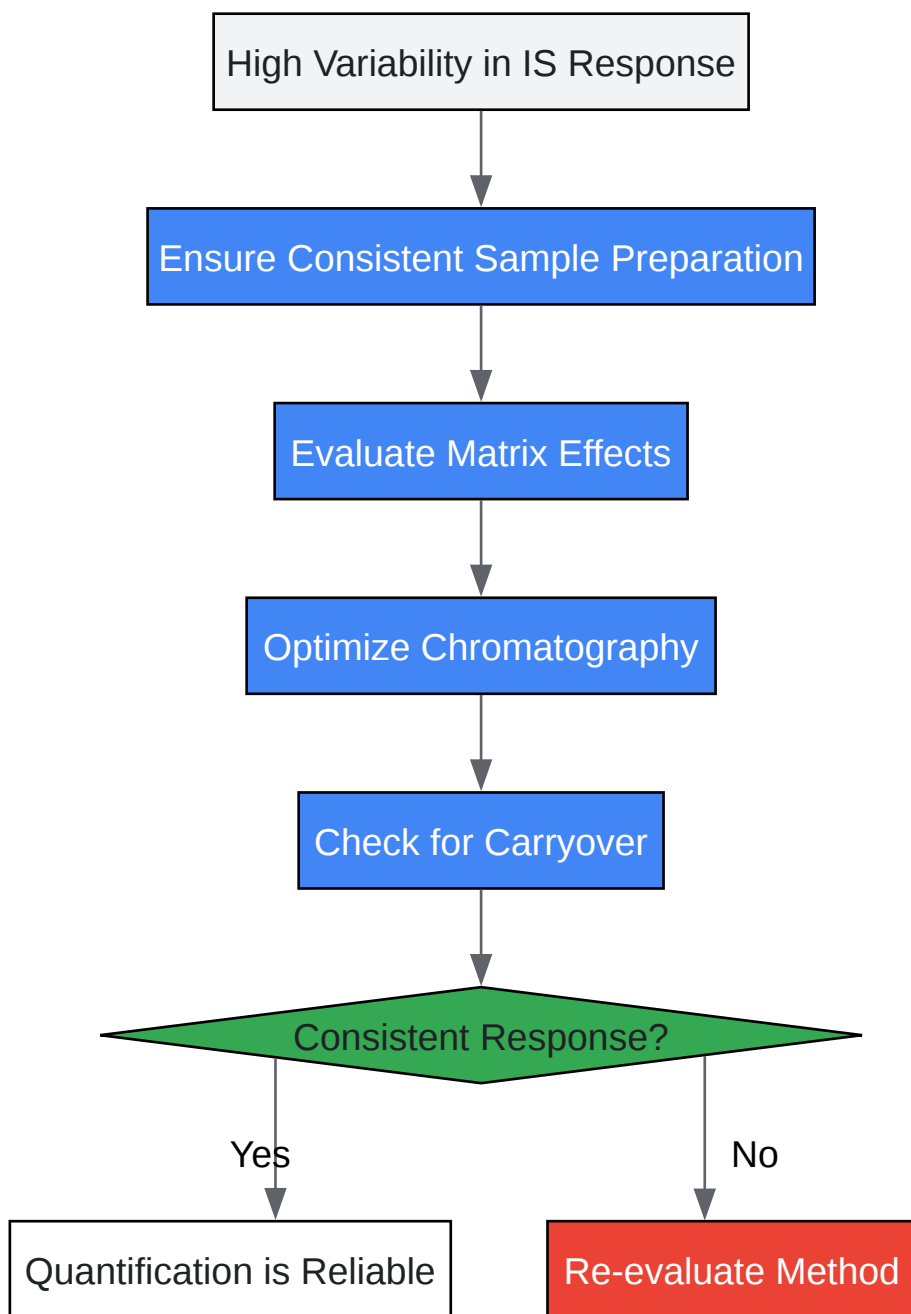 High Variability in IS Response
Ensure Consistent Sample Preparation
Evaluate Matrix Effects
Optimize Chromatography
Check for Carryover
Consistent Response?
Yes
No
Quantification is Reliable
Re-evaluate Method